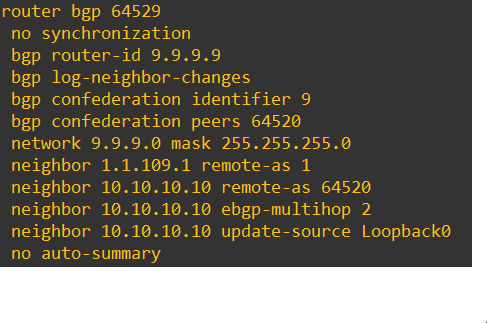 router bgp 64529
no synchronization
bgp router-id 9.9.9.9
bgp log-neighbor-changes
bgp confederation identifier 9
bgp confederation peers 64520
network 9.9.9.0 mask 255.255.255.0
neighbor 1.1.109.1 remote-as 1
neighbor 10.10.10.10 remote-as 64520
neighbor 10.10.10.10 ebgp-multihop 2
neighbor 10.10.10.10 update-source Loopback0
no auto-summary